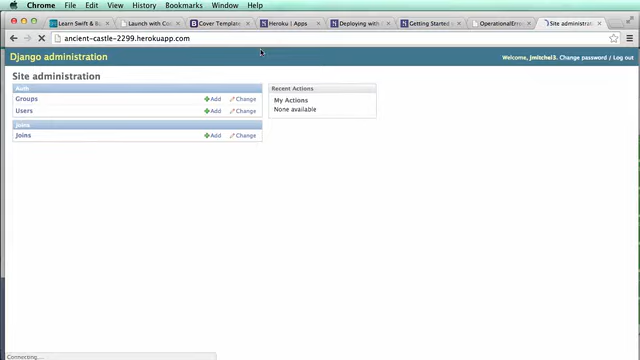 Chrome File Edit View History Bookmarks Window Help
Learn Swift & B Launch with Co Cover Template Heroku | Apps Deploying with Getting Started OperationalErro Site administrat
ancient-castle-2299.herokuapp.com
Django administration Welcome, jmitchel3. Change password / Log out
Site administration
Auth
Groups Add Change
Users Add Change
Joins
Joins Add Change
Recent Actions
My Actions
None available
Connecting...